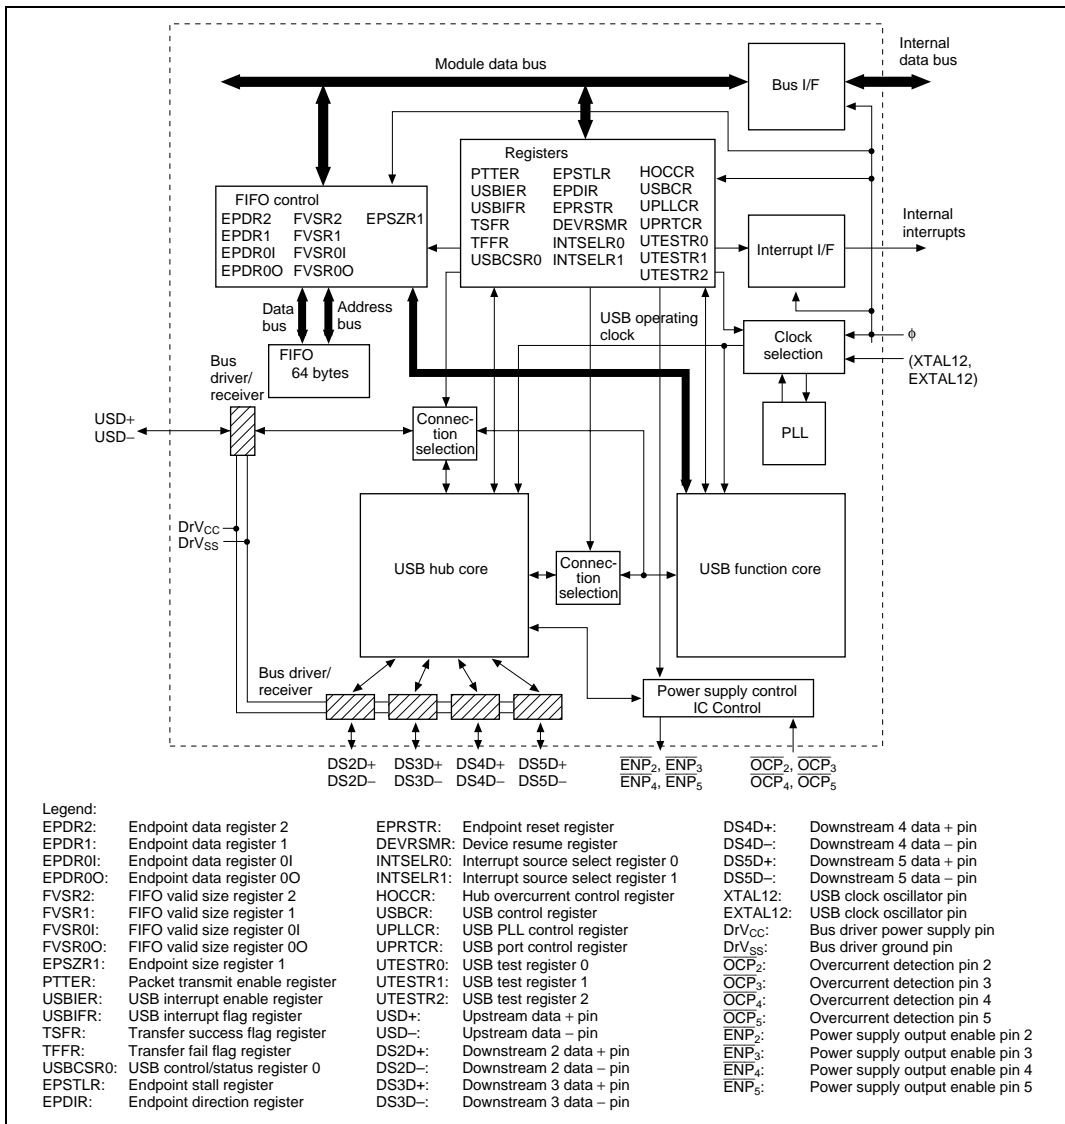 Module data bus
Bus I/F
Internal
data bus
Registers
PTTER EPSTLR HOCCR
USBIER EPDIR USBCR
USBIFR EPRSTR UPLLCR
TSFR DEVRSMR UPRTCR
TFFR INTSELR0 UTESTR0
USBCSR0 INTSELR1 UTESTR1
UTESTR2
FIFO control
EPDR2 FVSR2 EPSZR1
EPDR1 FVSR1
EPDR0I FVSR0I
EPDR0O FVSR0O
Interrupt I/F
Internal
interrupts
Data
bus
Address
bus
USB operating
clock
Clock
selection
ϕ
(XTAL12,
EXTAL12)
FIFO
64 bytes
Bus
driver/
receiver
PLL
USD+
USD−
Connec-
tion
selection
DrVCC
DrVSS
USB hub core
Connec-
tion
selection
USB function core
Bus driver/
receiver
Power supply control
IC Control
DS2D+ DS3D+ DS4D+ DS5D+
DS2D− DS3D− DS4D− DS5D−
ENP2, ENP3
ENP4, ENP5
OCP2, OCP3
OCP4, OCP5
Legend:
EPDR2: Endpoint data register 2
EPDR1: Endpoint data register 1
EPDR0I: Endpoint data register 0I
EPDR0O: Endpoint data register 0O
FVSR2: FIFO valid size register 2
FVSR1: FIFO valid size register 1
FVSR0I: FIFO valid size register 0I
FVSR0O: FIFO valid size register 0O
EPSZR1: Endpoint size register 1
PTTER: Packet transmit enable register
USBIER: USB interrupt enable register
USBIFR: USB interrupt flag register
TSFR: Transfer success flag register
TFFR: Transfer fail flag register
USBCSR0: USB control/status register 0
EPSTLR: Endpoint stall register
EPDIR: Endpoint direction register
EPRSTR: Endpoint reset register
DEVRSMR: Device resume register
INTSELR0: Interrupt source select register 0
INTSELR1: Interrupt source select register 1
HOCCR: Hub overcurrent control register
USBCR: USB control register
UPLLCR: USB PLL control register
UPRTCR: USB port control register
UTESTR0: USB test register 0
UTESTR1: USB test register 1
UTESTR2: USB test register 2
USD+: Upstream data + pin
USD−: Upstream data − pin
DS2D+: Downstream 2 data + pin
DS2D−: Downstream 2 data − pin
DS3D+: Downstream 3 data + pin
DS3D−: Downstream 3 data − pin
DS4D+: Downstream 4 data + pin
DS4D−: Downstream 4 data − pin
DS5D+: Downstream 5 data + pin
DS5D−: Downstream 5 data − pin
XTAL12: USB clock oscillator pin
EXTAL12: USB clock oscillator pin
DrVCC: Bus driver power supply pin
DrVSS: Bus driver ground pin
OCP2: Overcurrent detection pin 2
OCP3: Overcurrent detection pin 3
OCP4: Overcurrent detection pin 4
OCP5: Overcurrent detection pin 5
ENP2: Power supply output enable pin 2
ENP3: Power supply output enable pin 3
ENP4: Power supply output enable pin 4
ENP5: Power supply output enable pin 5